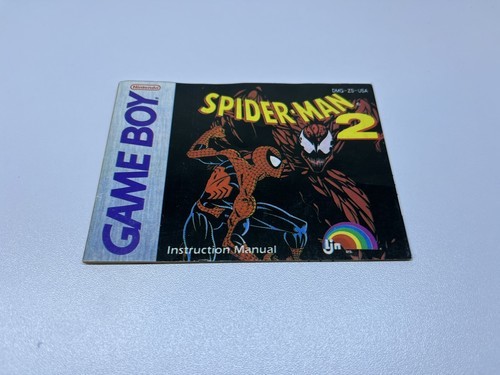 Nintendo
GAME BOY
DMG-ZS-USA
SPIDER-MAN
2
Instruction Manual
LJN